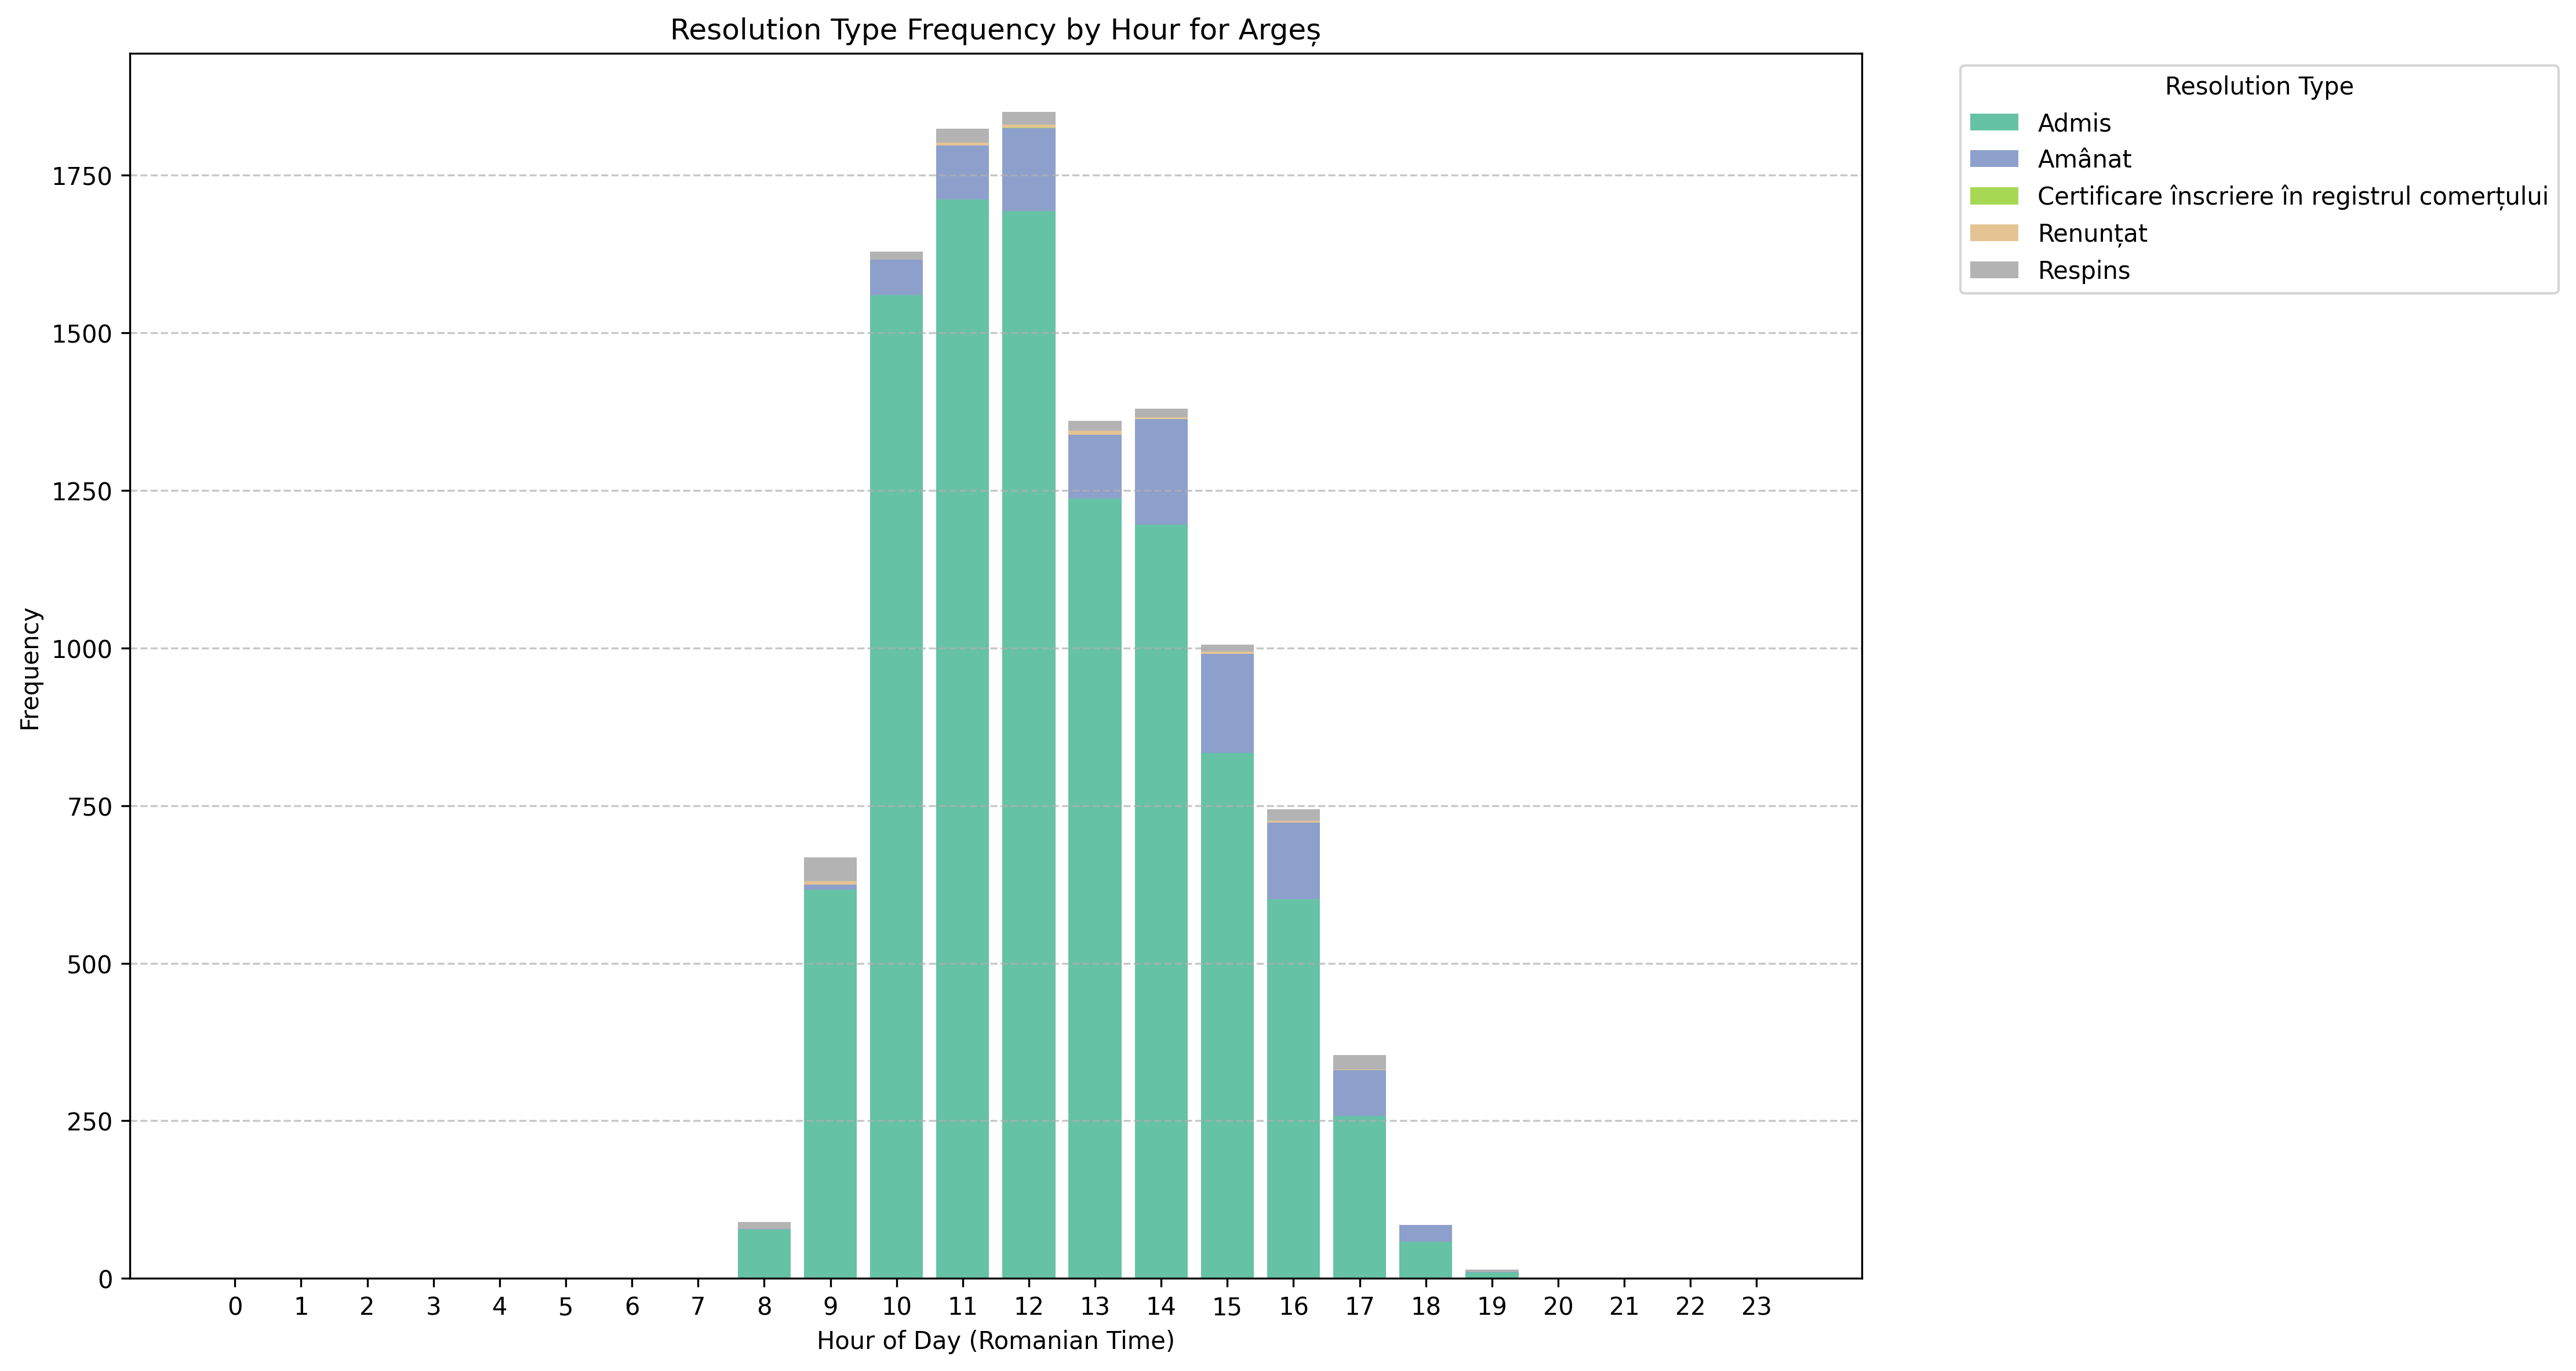 Resolution Type Frequency by Hour for Argeș
Frequency
1750
1500
1250
1000
750
500
250
0
0 1 2 3 4 5 6 7 8 9 10 11 12 13 14 15 16 17 18 19 20 21 22 23
Hour of Day (Romanian Time)
Resolution Type
Admis
Amânat
Certificare înscriere în registrul comerțului
Renunțat
Respins